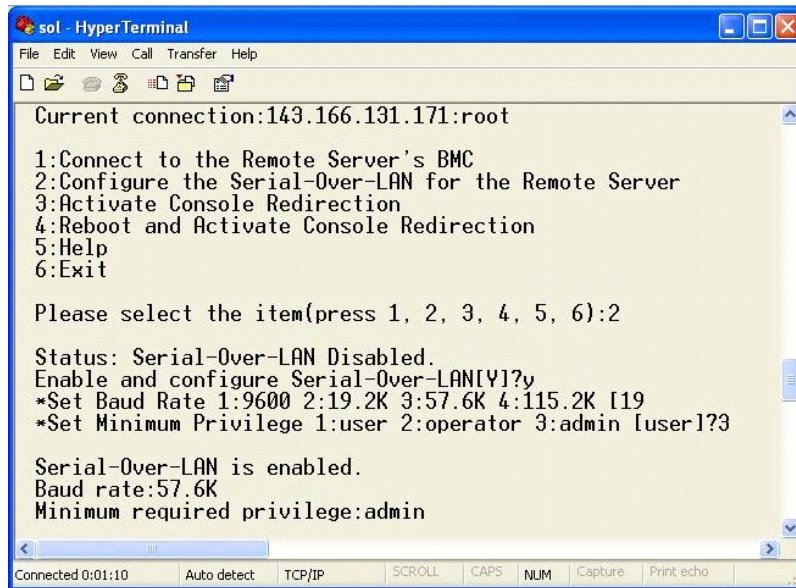 sol - HyperTerminal
File Edit View Call Transfer Help
Current connection:143.166.131.171:root
1:Connect to the Remote Server's BMC
2:Configure the Serial-Over-LAN for the Remote Server
3:Activate Console Redirection
4:Reboot and Activate Console Redirection
5:Help
6:Exit
Please select the item(press 1, 2, 3, 4, 5, 6):2
Status: Serial-Over-LAN Disabled.
Enable and configure Serial-Over-LAN[Y]?y
*Set Baud Rate 1:9600 2:19.2K 3:57.6K 4:115.2K [19
*Set Minimum Privilege 1:user 2:operator 3:admin [user]?3
Serial-Over-LAN is enabled.
Baud rate:57.6K
Minimum required privilege:admin
Connected 0:01:10 Auto detect TCP/IP SCROLL CAPS NUM Capture Print echo